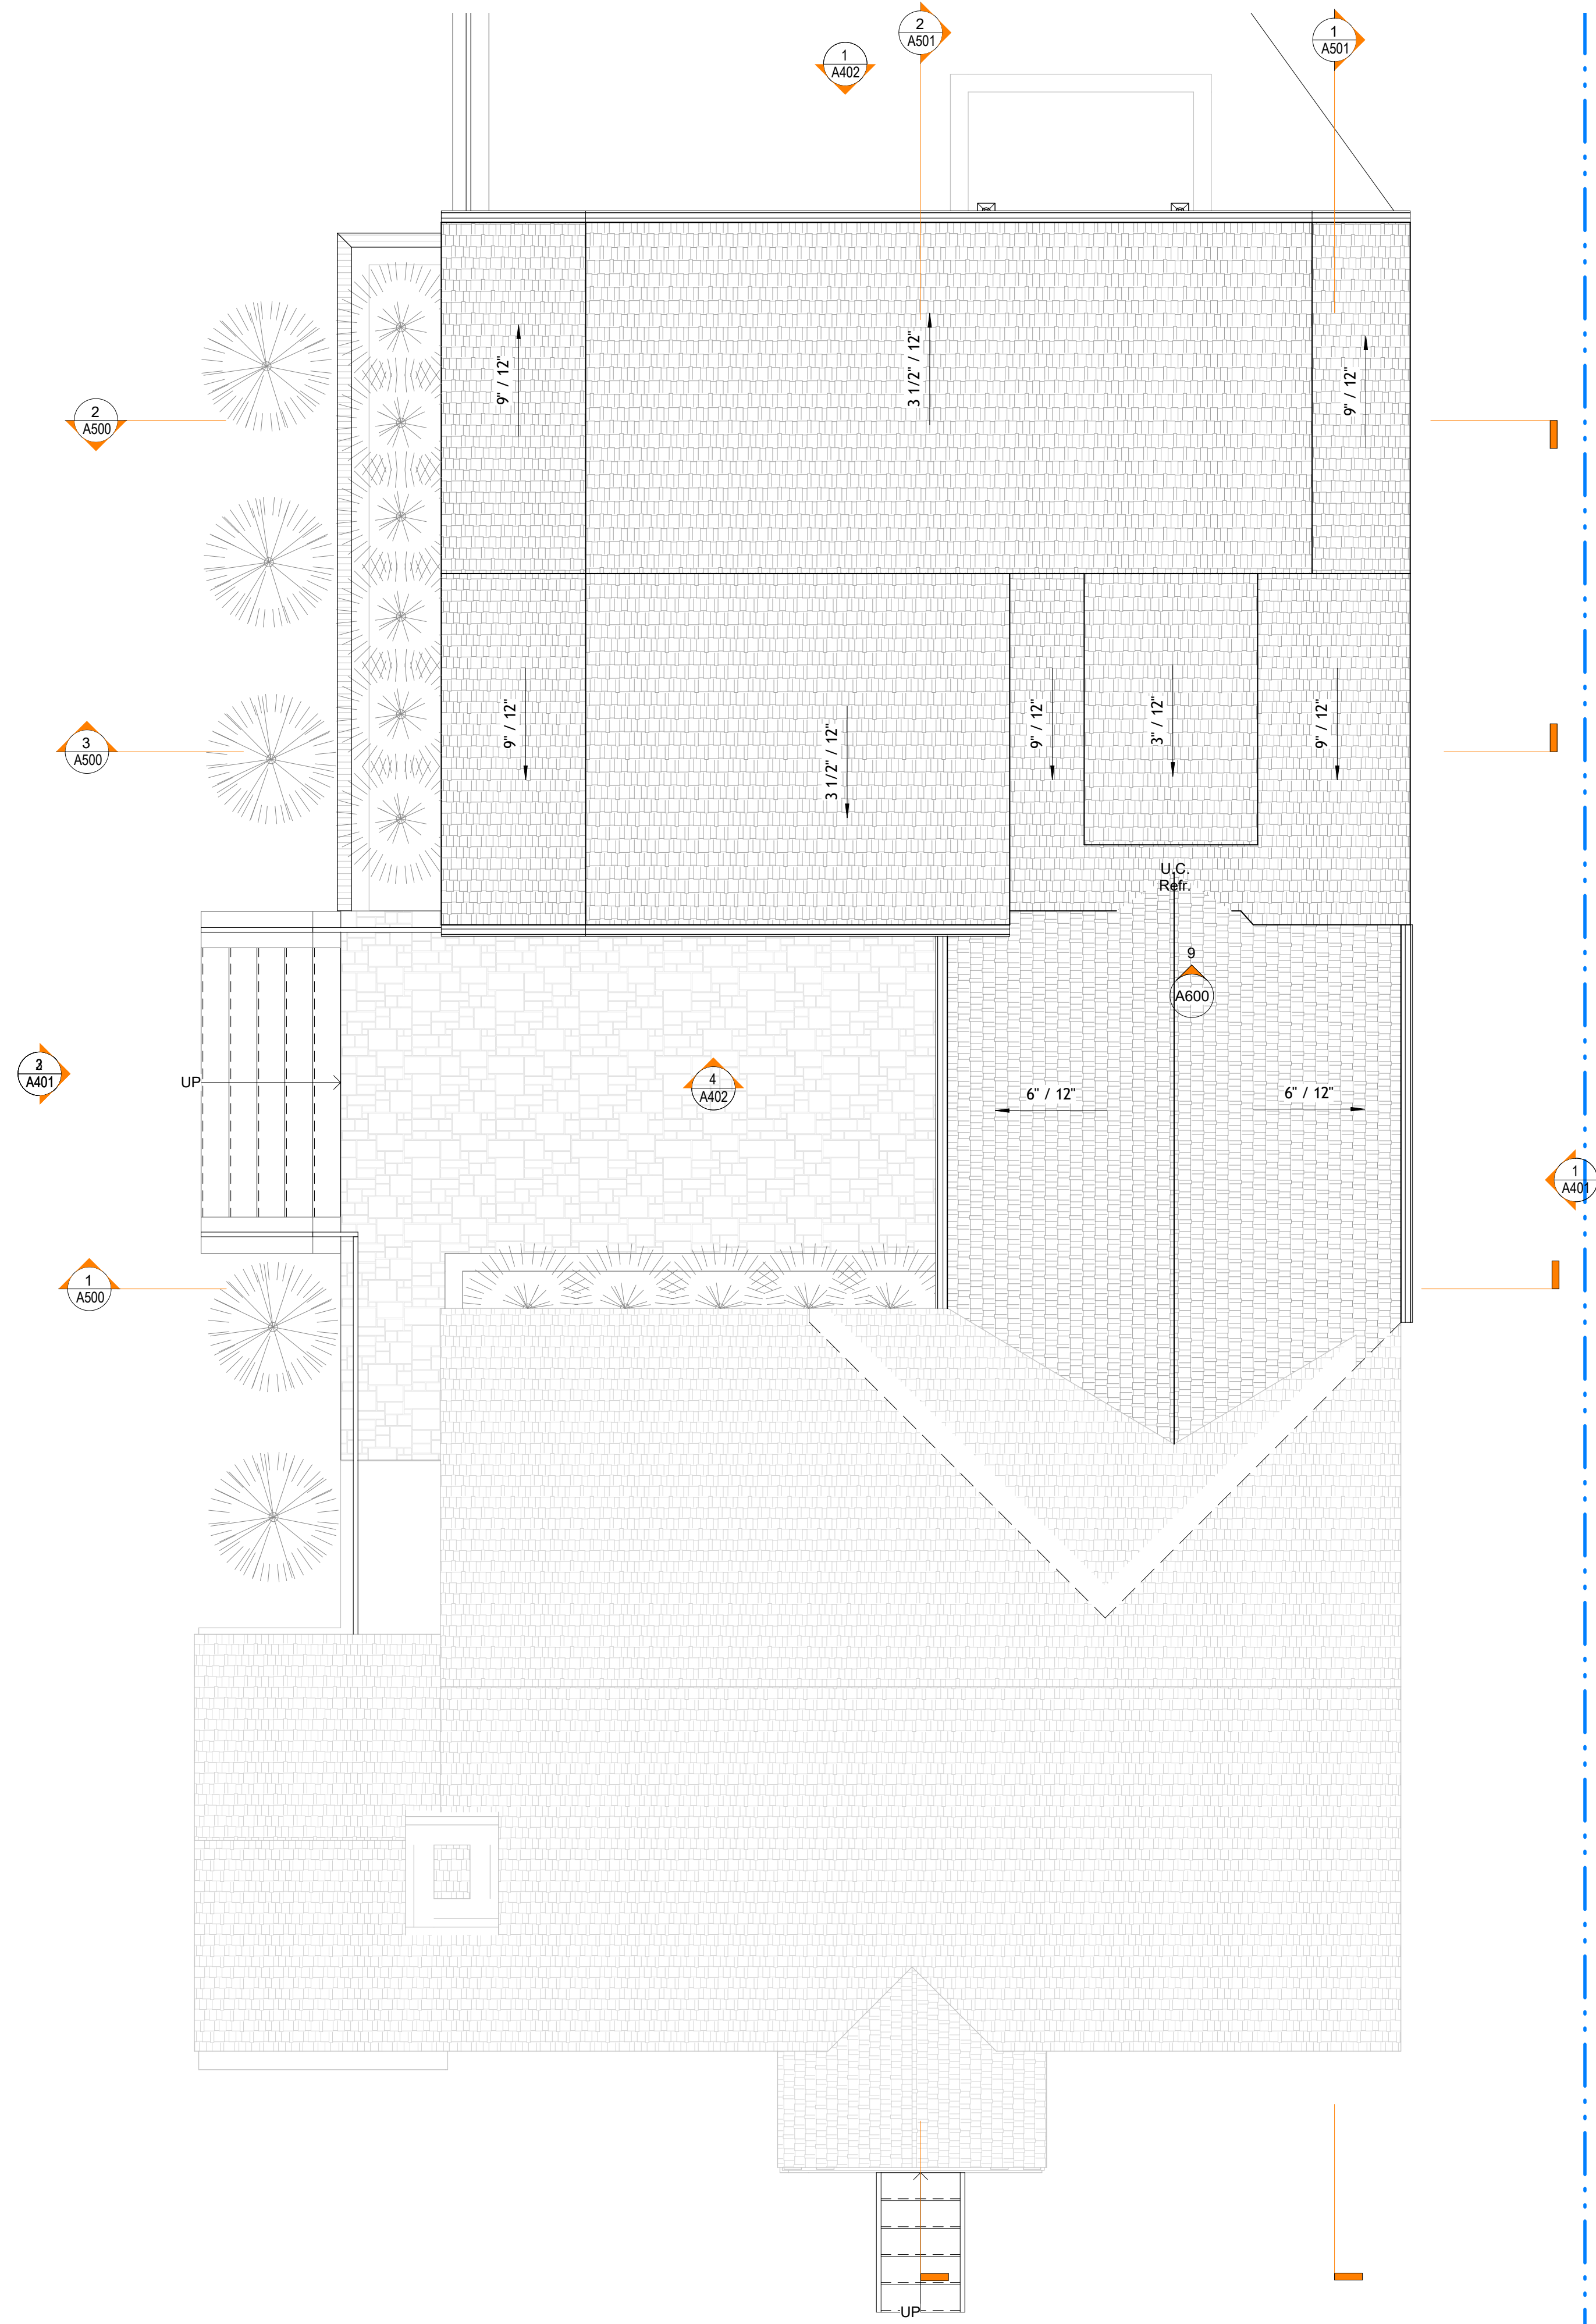 2
A501
1
A501
1
A402
9" / 12"
3 1/2" / 12"
9" / 12"
2
A500
9" / 12"
3 1/2" / 12"
9" / 12"
3" / 12"
9" / 12"
3
A500
U.C.
Refr.
9
A600
A401
UP
4
A402
6" / 12"
6" / 12"
1
A401
1
A500
UP